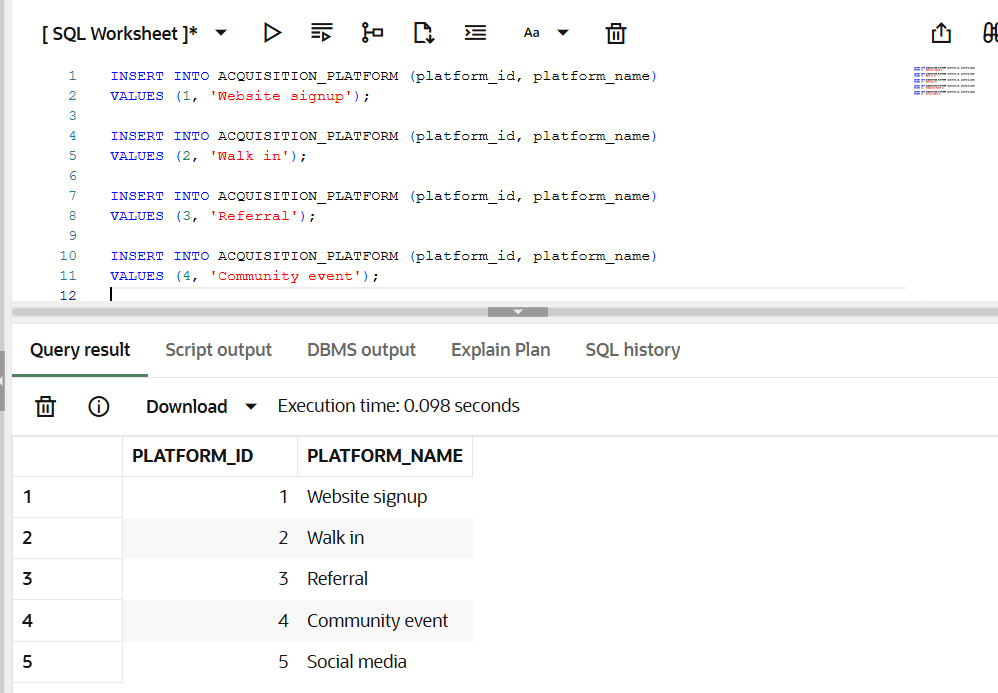 [ SQL Worksheet ]* Aa
1 INSERT INTO ACQUISITION_PLATFORM (platform_id, platform_name)
2 VALUES (1, 'Website signup');
3
4 INSERT INTO ACQUISITION_PLATFORM (platform_id, platform_name)
5 VALUES (2, 'Walk in');
6
7 INSERT INTO ACQUISITION_PLATFORM (platform_id, platform_name)
8 VALUES (3, 'Referral');
9
10 INSERT INTO ACQUISITION_PLATFORM (platform_id, platform_name)
11 VALUES (4, 'Community event');
12
Query result Script output DBMS output Explain Plan SQL history
Download Execution time: 0.098 seconds
PLATFORM_ID PLATFORM_NAME
1 1 Website signup
2 2 Walk in
3 3 Referral
4 4 Community event
5 5 Social media